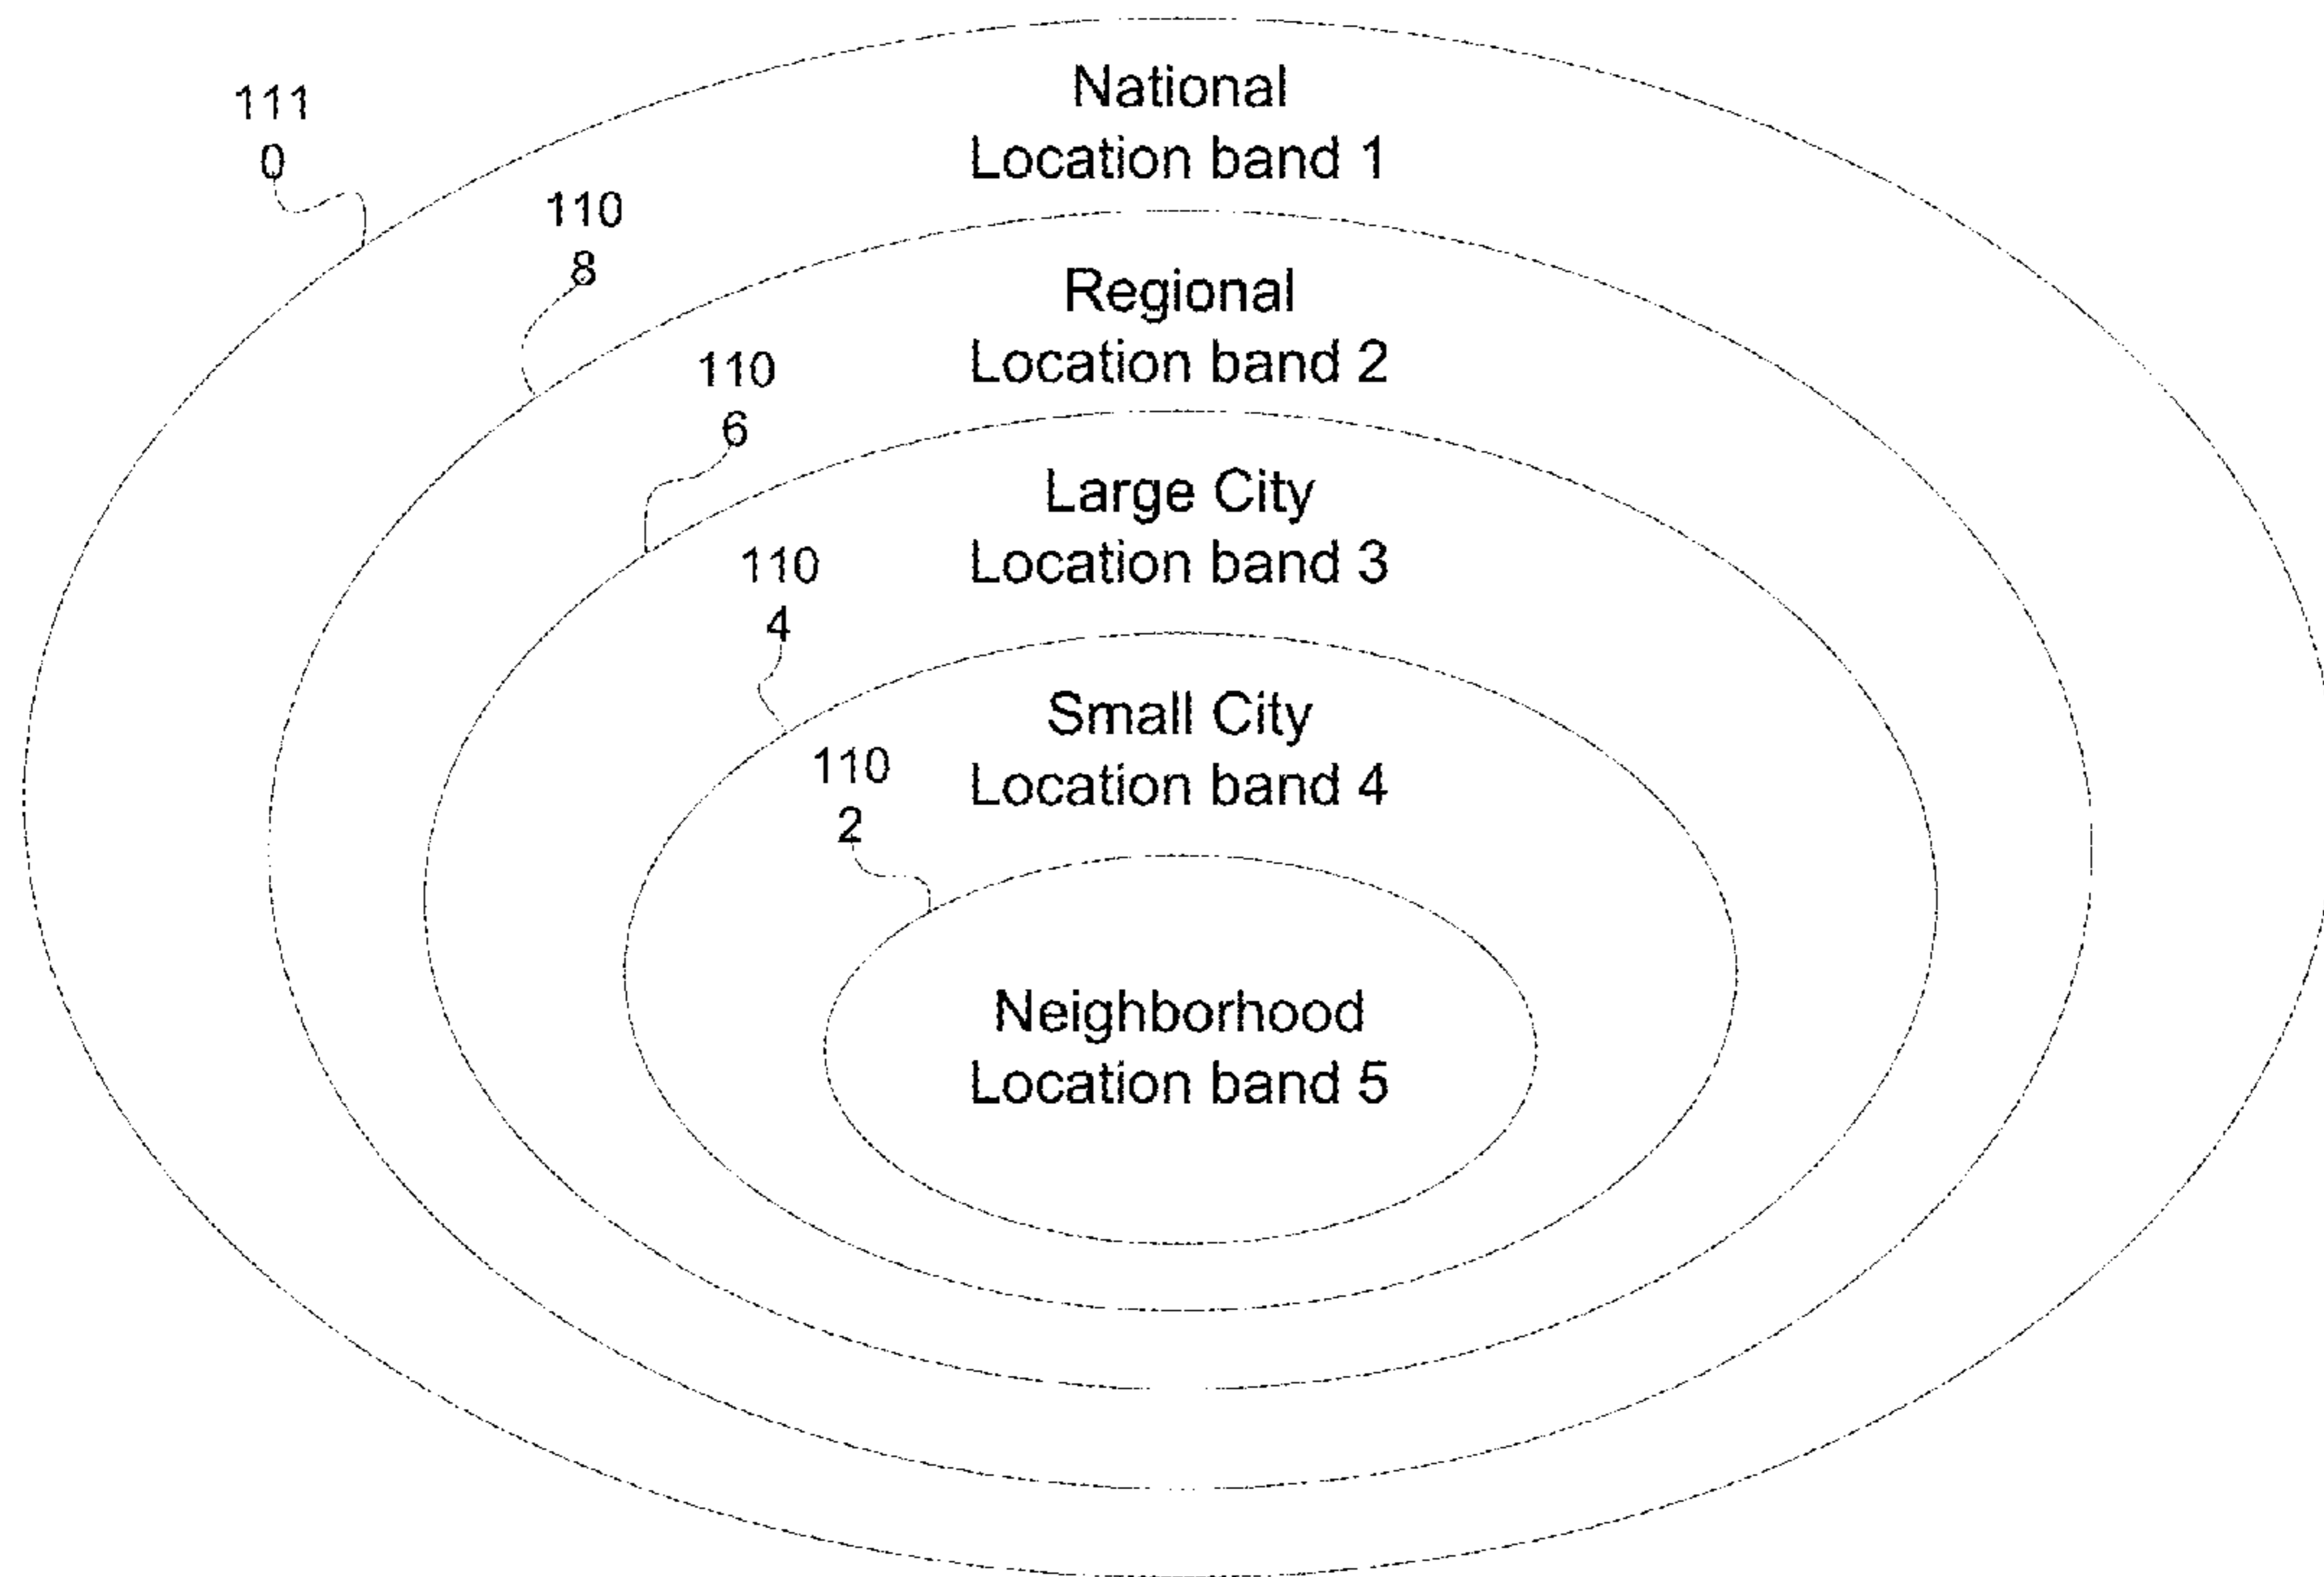 National
Location band 1
111
0
110
8
Regional
Location band 2
110
6
Large City
Location band 3
110
4
Small City
Location band 4
110
2
Neighborhood
Location band 5